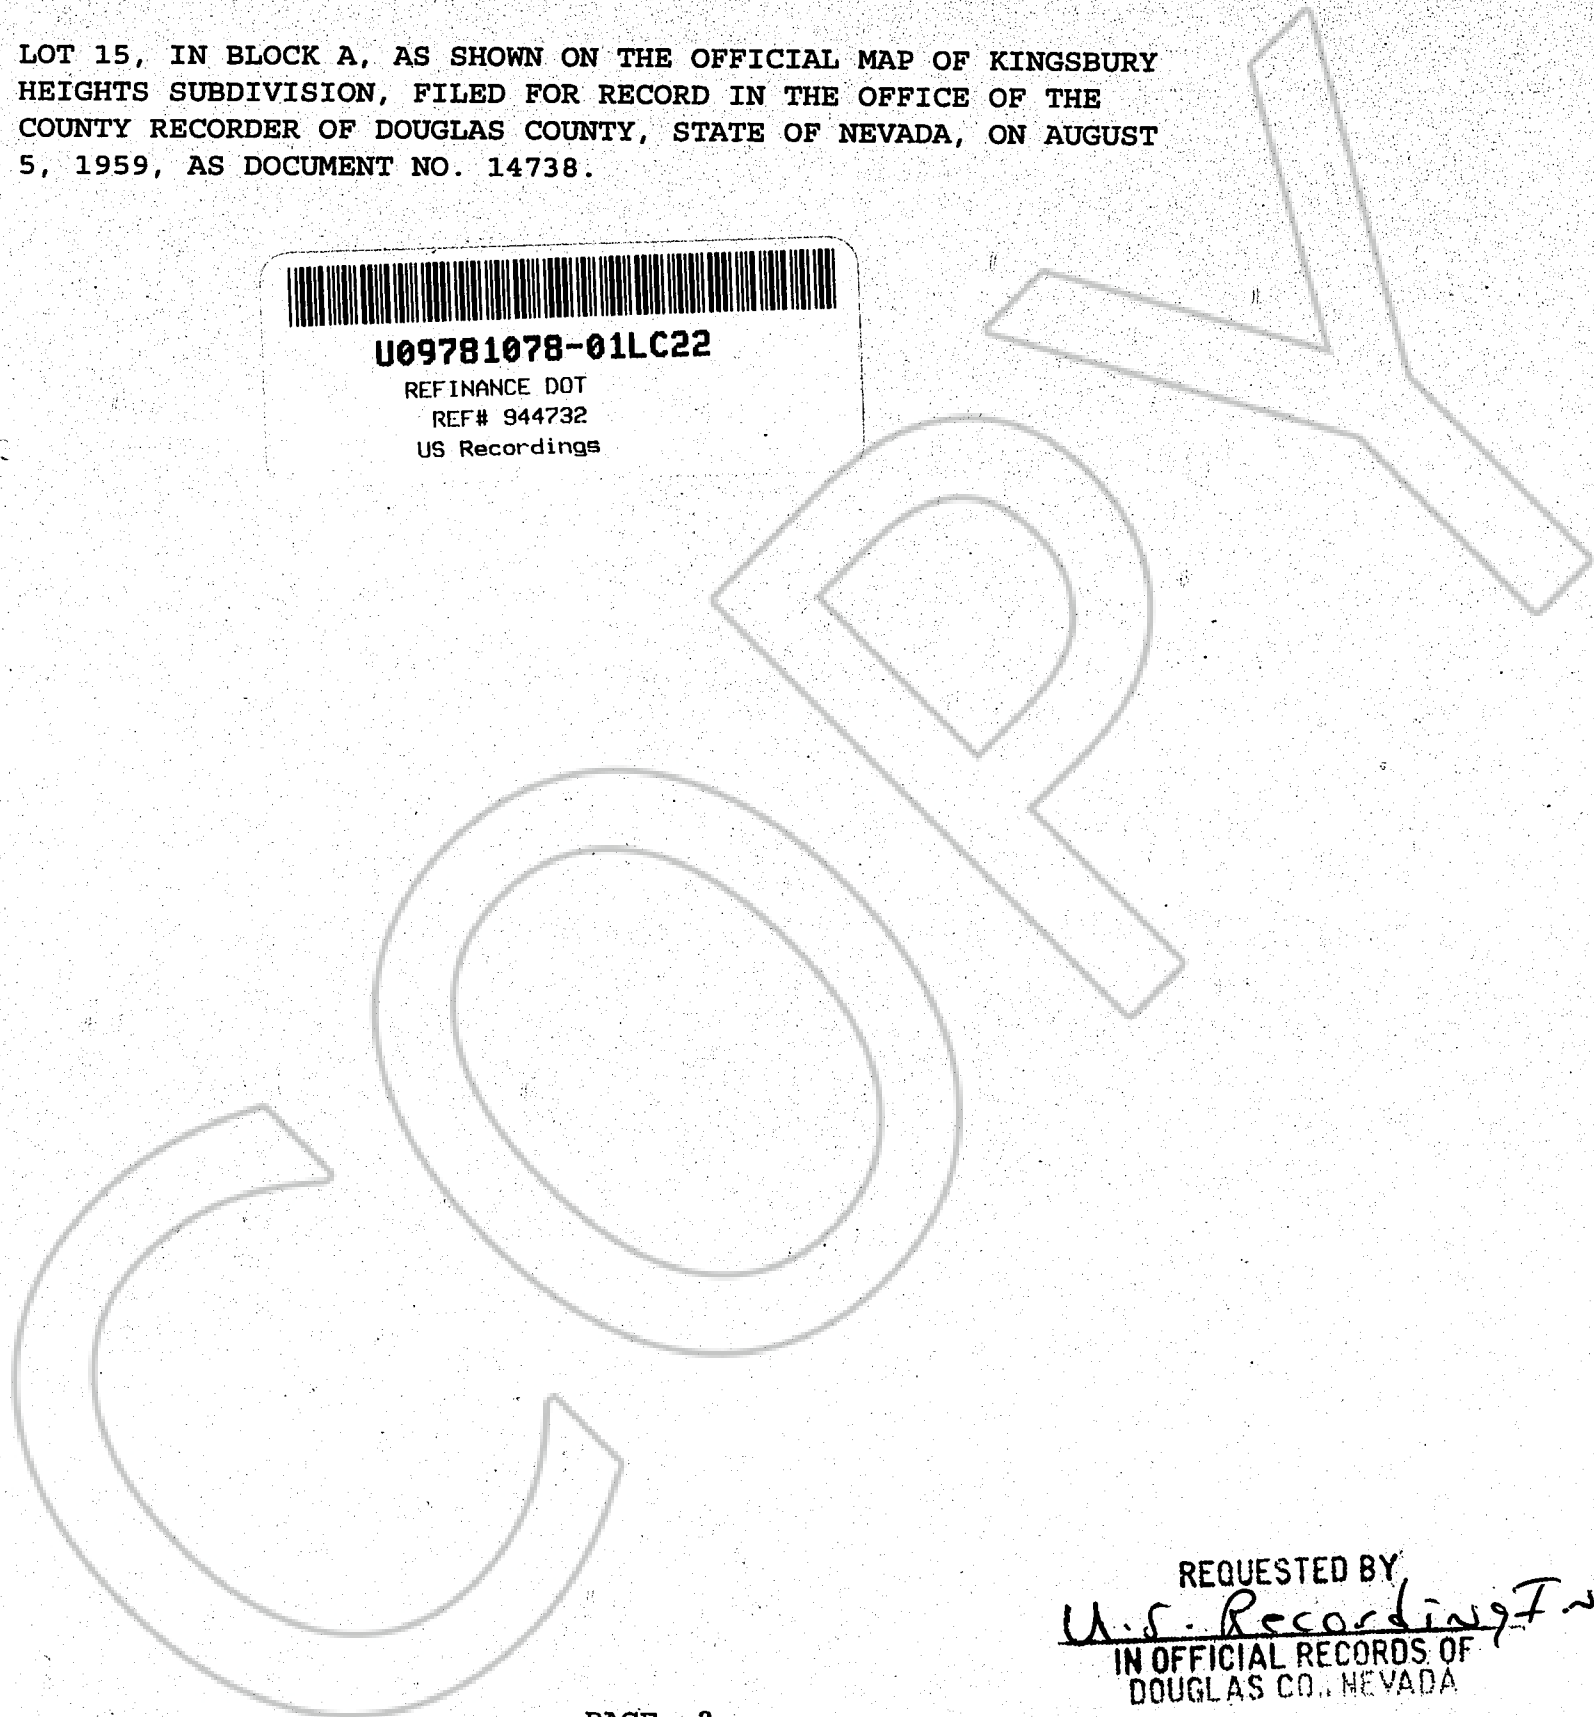 LOT 15, IN BLOCK A, AS SHOWN ON THE OFFICIAL MAP OF KINGSBURY
HEIGHTS SUBDIVISION, FILED FOR RECORD IN THE OFFICE OF THE
COUNTY RECORDER OF DOUGLAS COUNTY, STATE OF NEVADA, ON AUGUST
5, 1959, AS DOCUMENT NO. 14738.
U09781078-01LC22
REFINANCE DOT
REF# 944732
US Recordings
COPY
REQUESTED BY
U.S. Recording
IN OFFICIAL RECORDS OF
DOUGLAS CO., NEVADA
PAGE